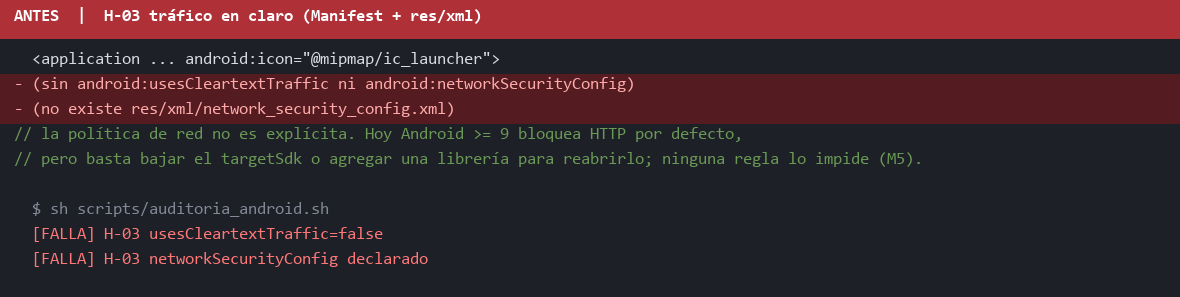 ANTES | H-03 tráfico en claro (Manifest + res/xml)
<application ... android:icon="@mipmap/ic_launcher">
- (sin android:usesCleartextTraffic ni android:networkSecurityConfig)
- (no existe res/xml/network_security_config.xml)
// la política de red no es explícita. Hoy Android >= 9 bloquea HTTP por defecto,
// pero basta bajar el targetSdk o agregar una librería para reabrirlo; ninguna regla lo impide (M5).
$ sh scripts/auditoria_android.sh
[FALLA] H-03 usesCleartextTraffic=false
[FALLA] H-03 networkSecurityConfig declarado